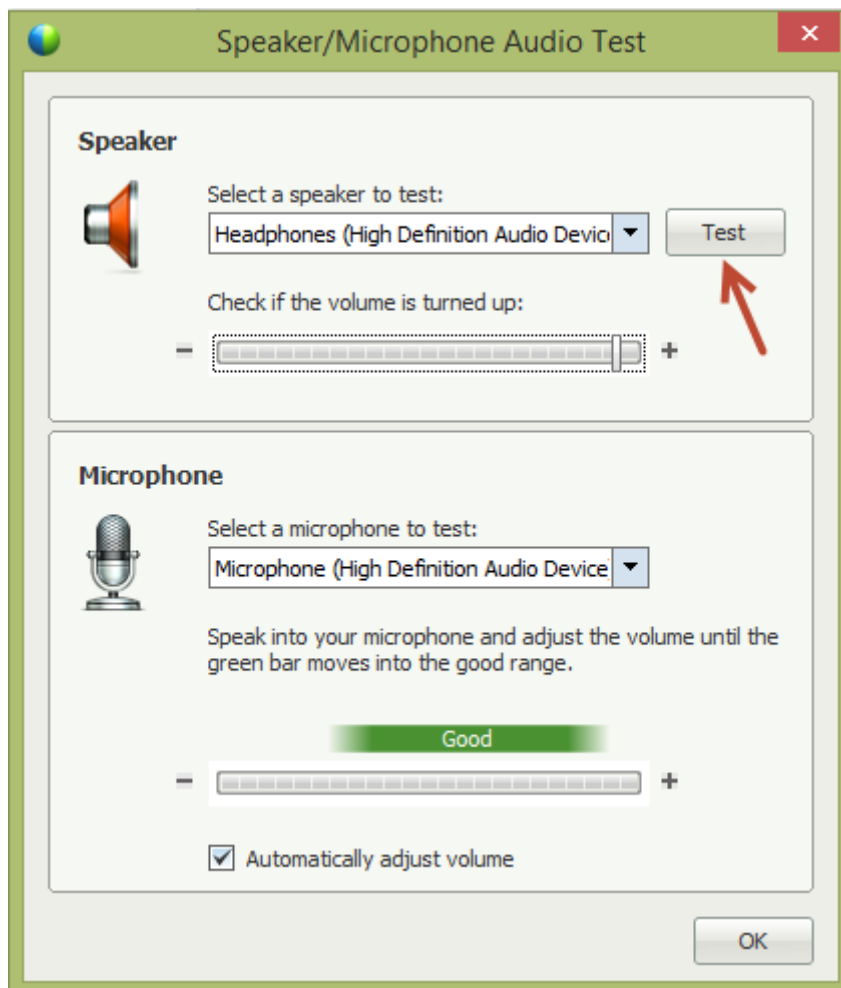 Speaker/Microphone Audio Test
Speaker
Select a speaker to test:
Headphones (High Definition Audio Devic
Test
Check if the volume is turned up:
Microphone
Select a microphone to test:
Microphone (High Definition Audio Device
Speak into your microphone and adjust the volume until the
green bar moves into the good range.
Good
Automatically adjust volume
OK